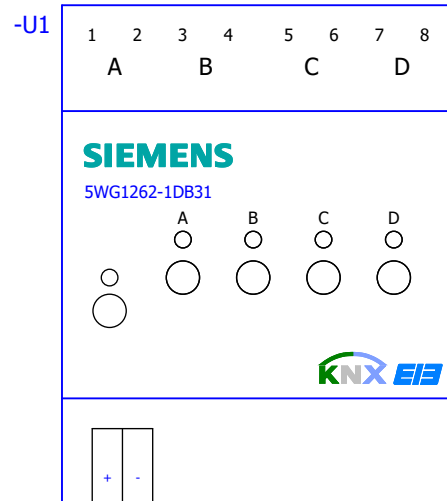 -U1
1 2 3 4 5 6 7 8
A B C D
SIEMENS
5WG1262-1DB31
A B C D
KNX EIB
+ -